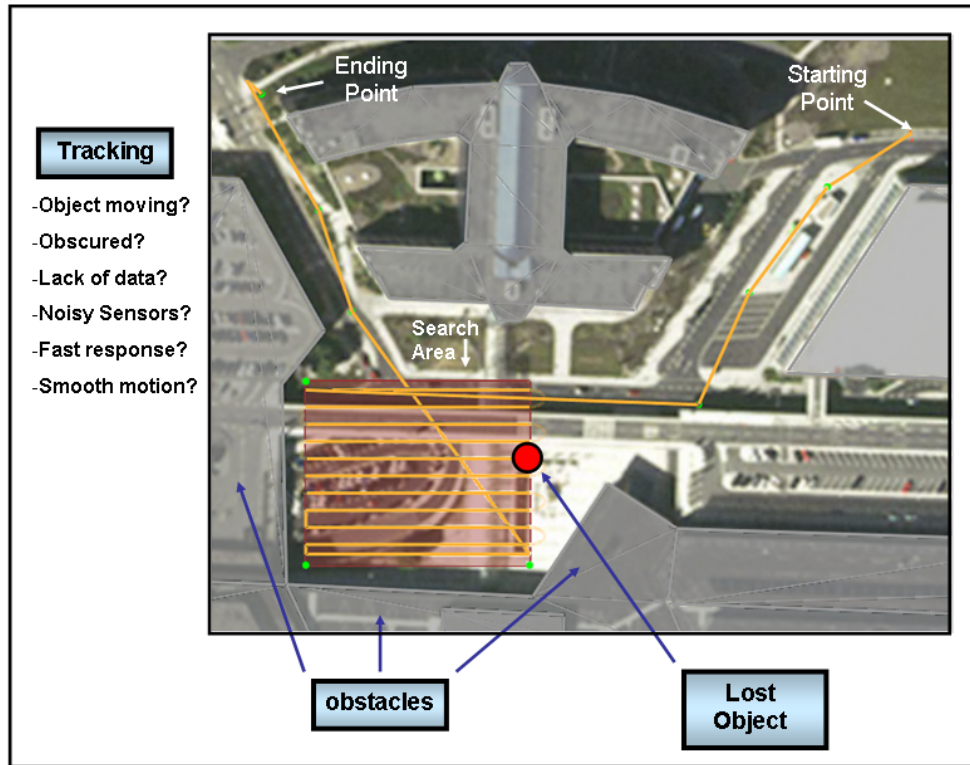 Ending
Point
Starting
Point
Tracking
-Object moving?
-Obscured?
-Lack of data?
-Noisy Sensors?
-Fast response?
-Smooth motion?
Search
Area
obstacles
Lost
Object